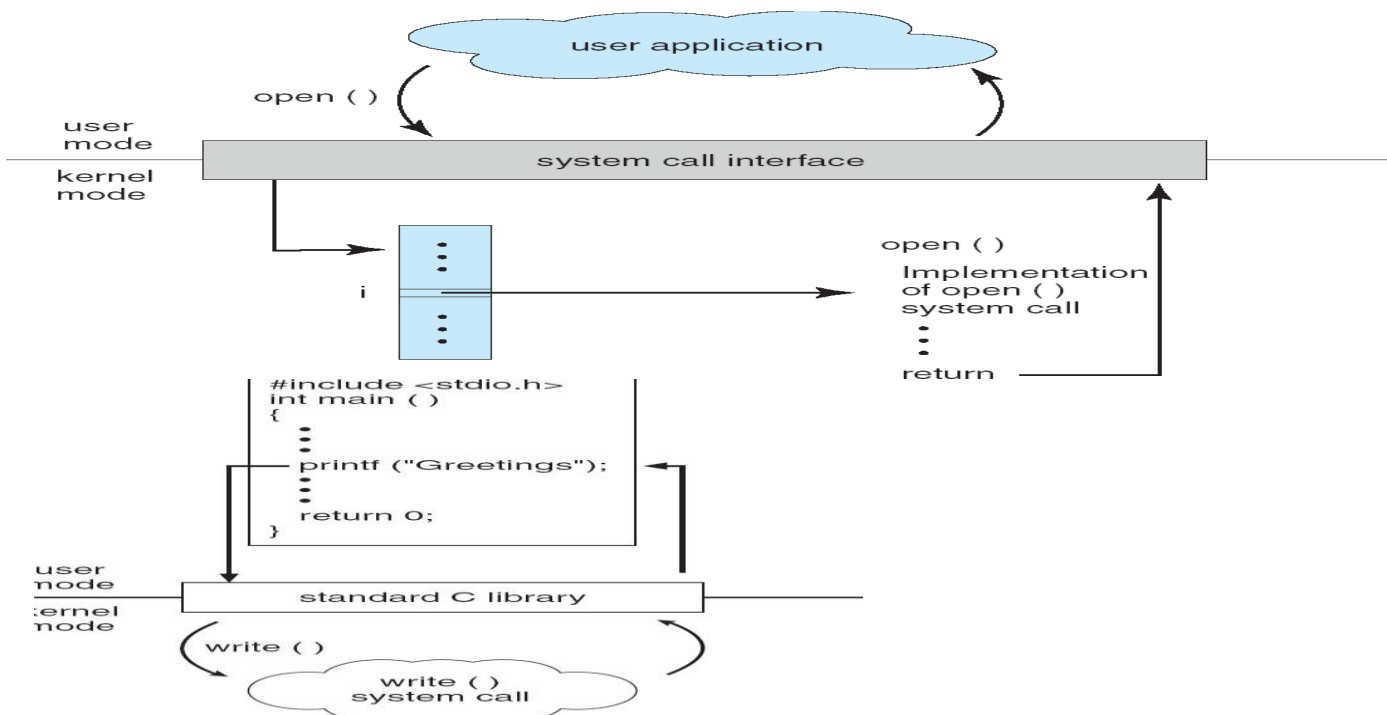 user application
open ( )
user
mode
system call interface
kernel
mode
open ( )
Implementation
of open ( )
system call
i
return
#include <stdio.h>
int main ( )
{
printf ("Greetings");
return 0;
}
user
mode
standard C library
kernel
mode
write ( )
write ( )
system call